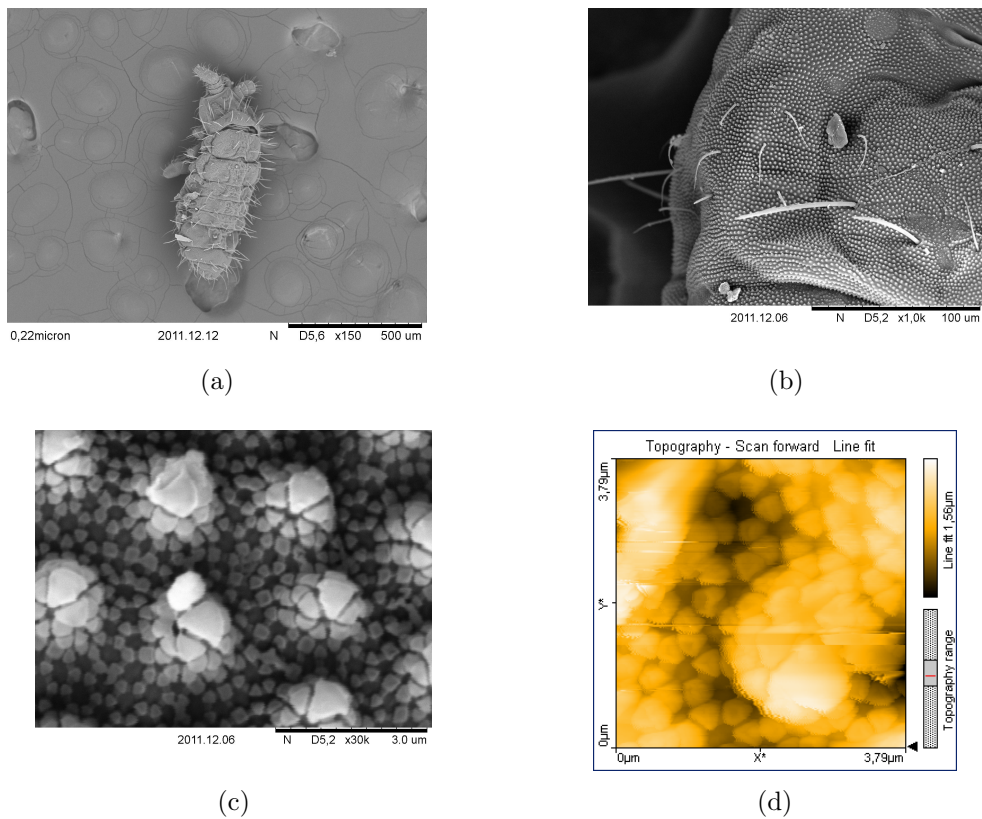 0,22micron 2011.12.12 N D5,6 x150 500 um
(a)
2011.12.06 N D5,2 x1,0k 100 um
(b)
2011.12.06 N D5,2 x30k 3.0 um
(c)
Topography - Scan forward Line fit
3,79µm
Y*
0µm
0µm X* 3,79µm
Line fit 1,56µm
Topography range
(d)